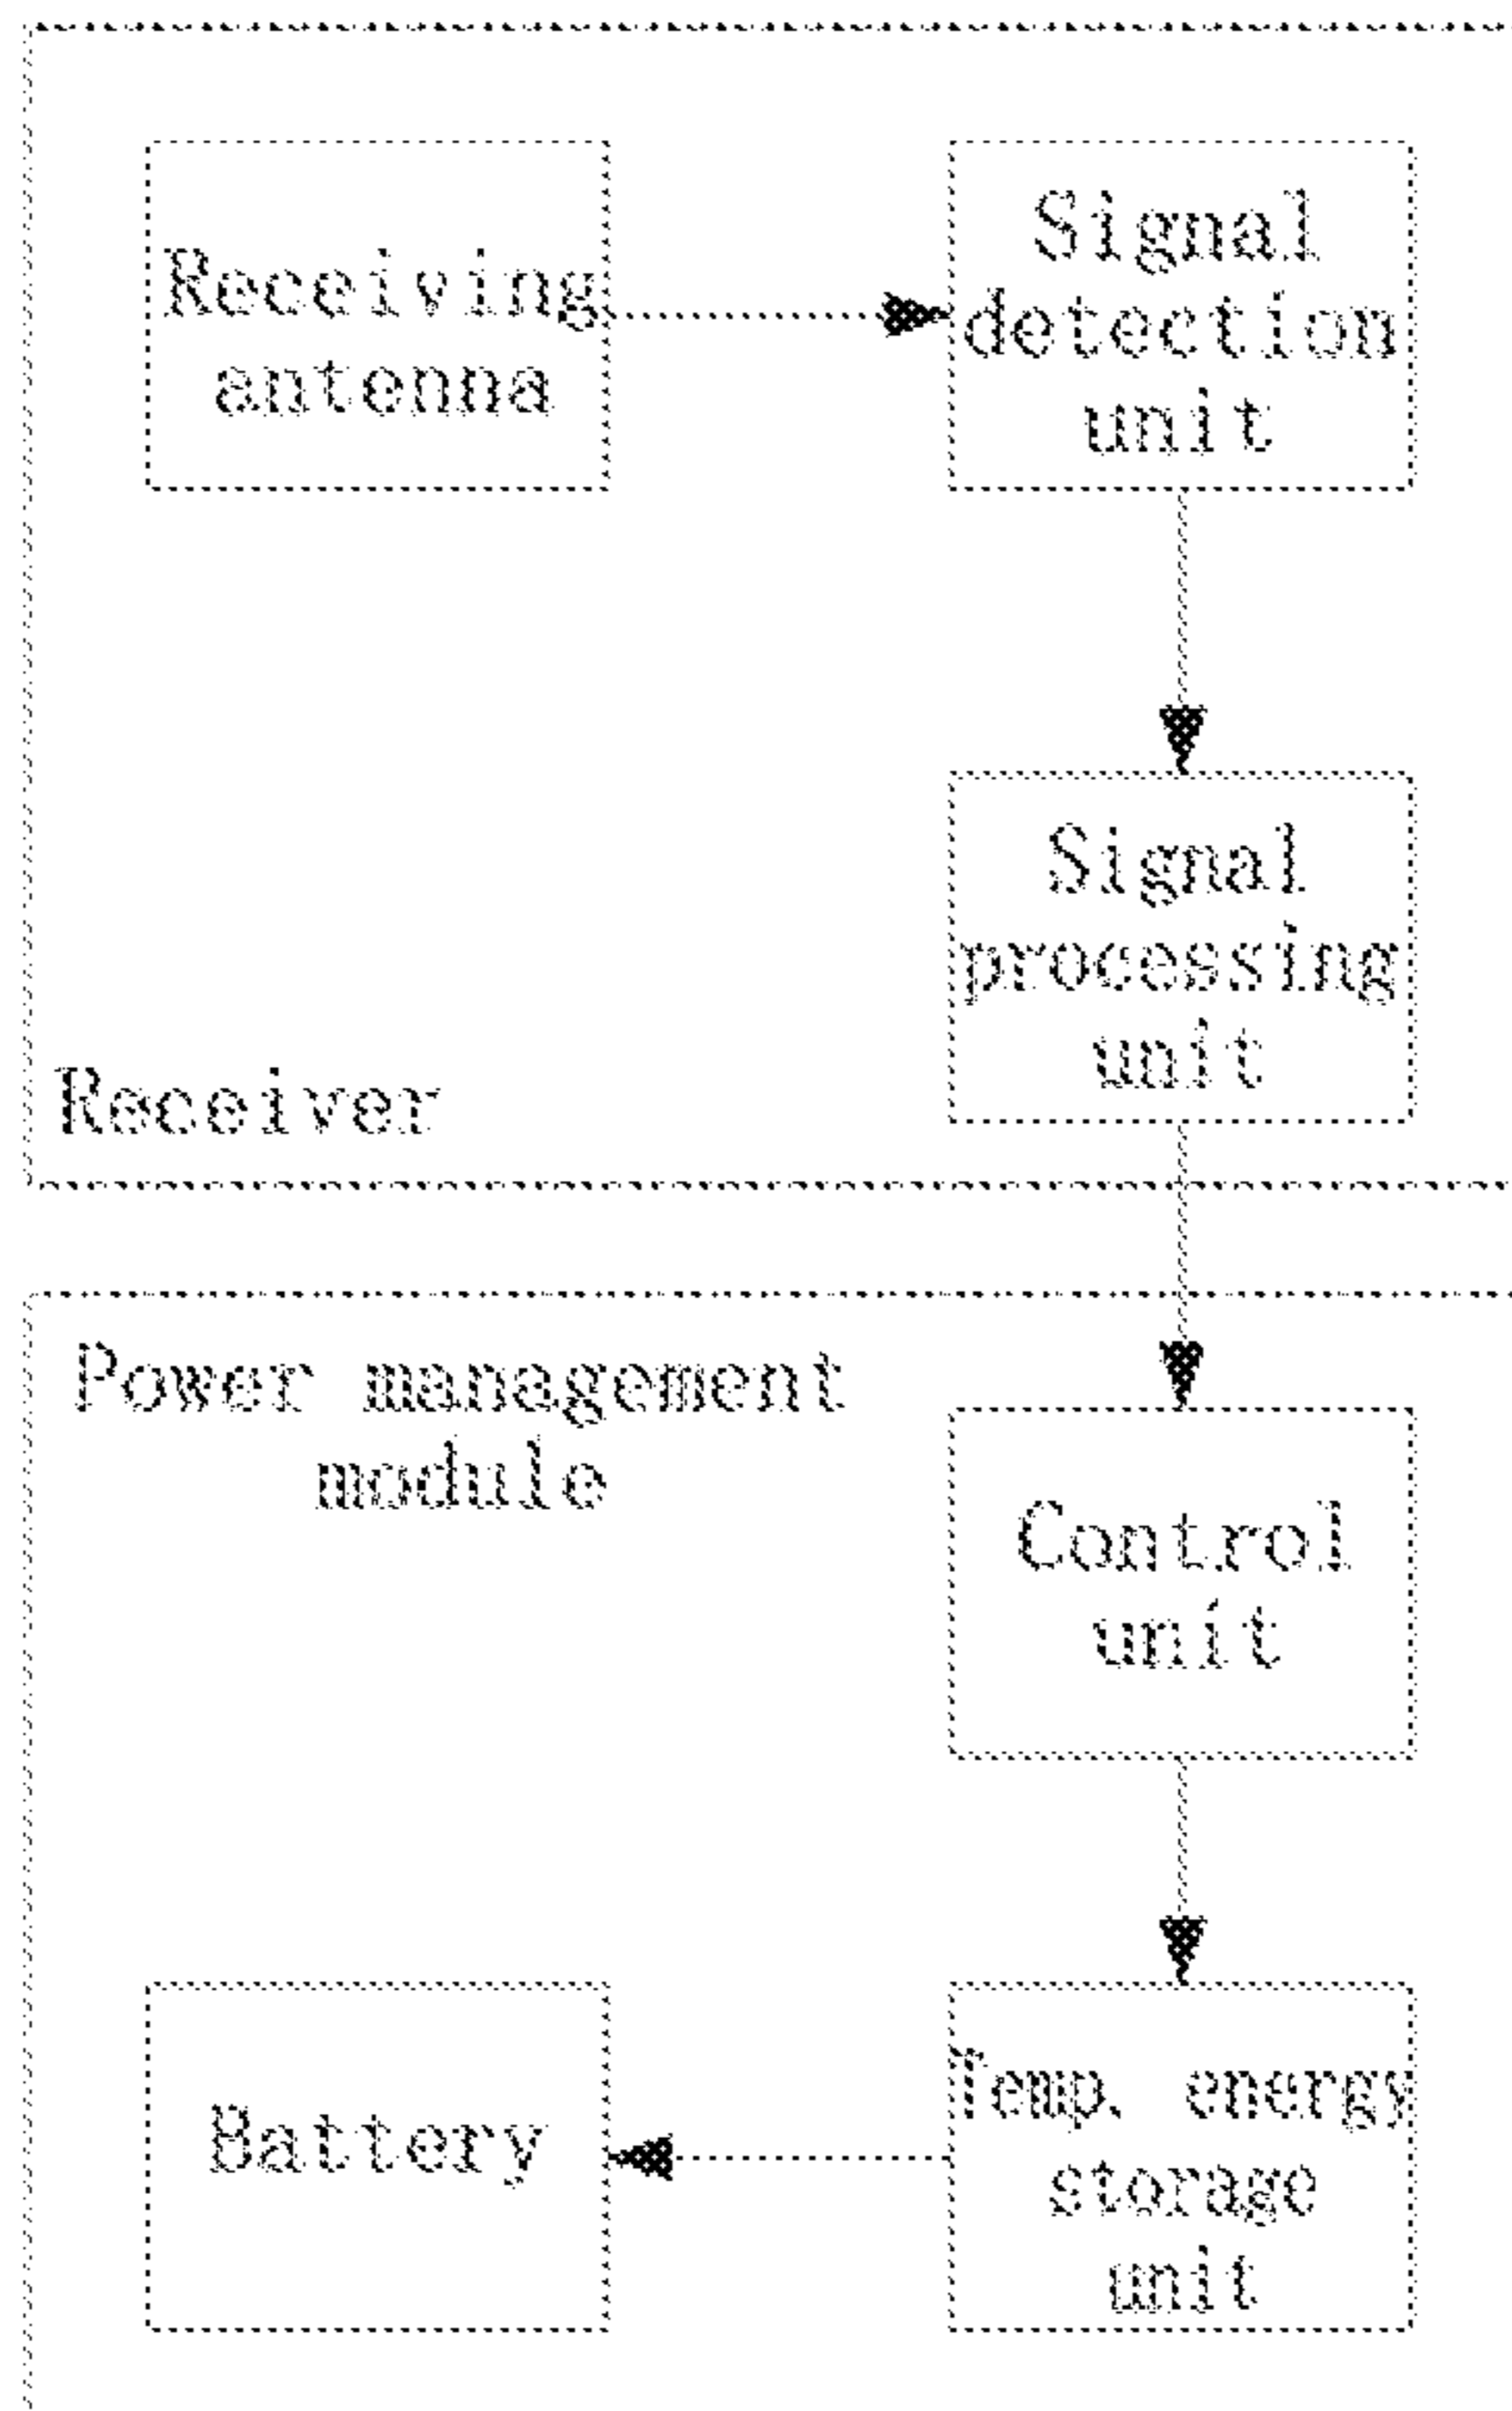 Receiving
antenna
Signal
detection
unit
Signal
processing
unit
Receiver
Power management
module
Control
unit
Battery
Temp. energy
storage
unit